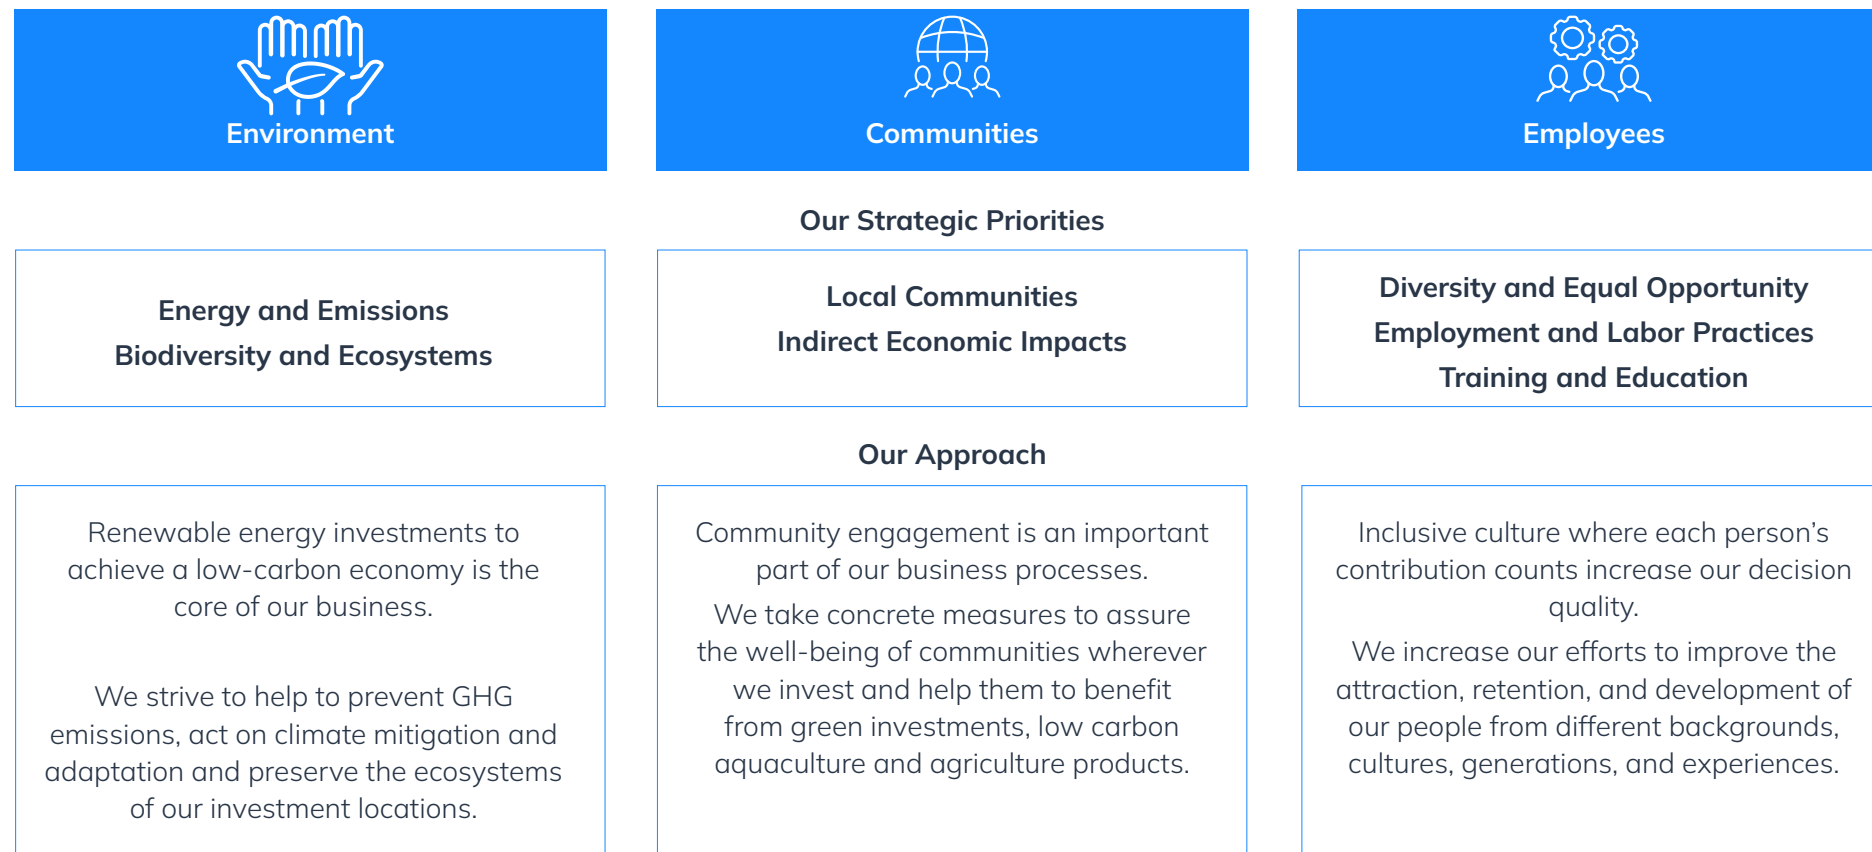 Environment
Communities
Employees
Our Strategic Priorities
Energy and Emissions
Biodiversity and Ecosystems
Local Communities
Indirect Economic Impacts
Diversity and Equal Opportunity
Employment and Labor Practices
Training and Education
Our Approach
Renewable energy investments to
achieve a low-carbon economy is the
core of our business.
We strive to help to prevent GHG
emissions, act on climate mitigation and
adaptation and preserve the ecosystems
of our investment locations.
Community engagement is an important
part of our business processes.
We take concrete measures to assure
the well-being of communities wherever
we invest and help them to benefit
from green investments, low carbon
aquaculture and agriculture products.
Inclusive culture where each person’s
contribution counts increase our decision
quality.
We increase our efforts to improve the
attraction, retention, and development of
our people from different backgrounds,
cultures, generations, and experiences.